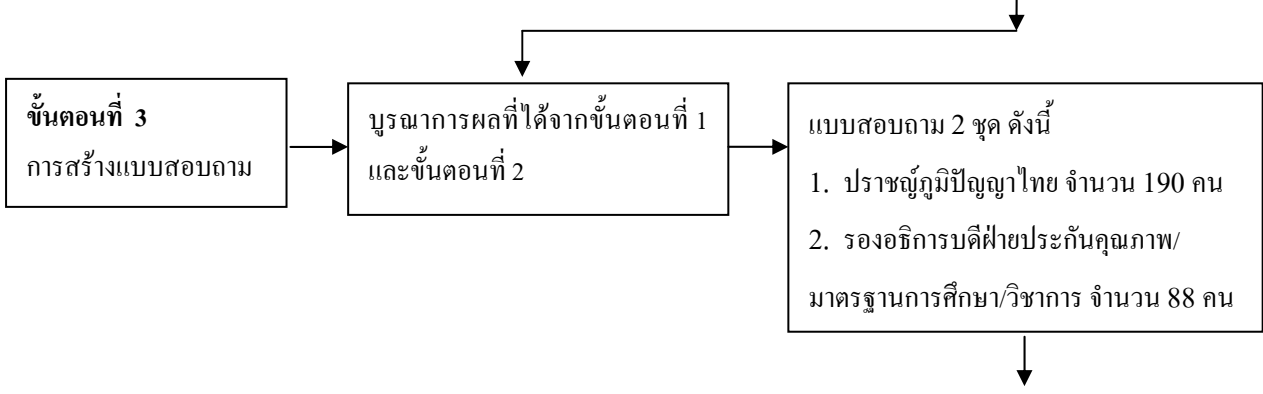 ขั้นตอนที่ 3
การสร้างแบบสอบถาม
บูรณาการผลที่ได้จากขั้นตอนที่ 1
และขั้นตอนที่ 2
แบบสอบถาม 2 ชุด ดังนี้
1. ปราชญ์ภูมิปัญญาไทย จำนวน 190 คน
2. รองอธิการบดีฝ่ายประกันคุณภาพ/
มาตรฐานการศึกษา/วิชาการ จำนวน 88 คน